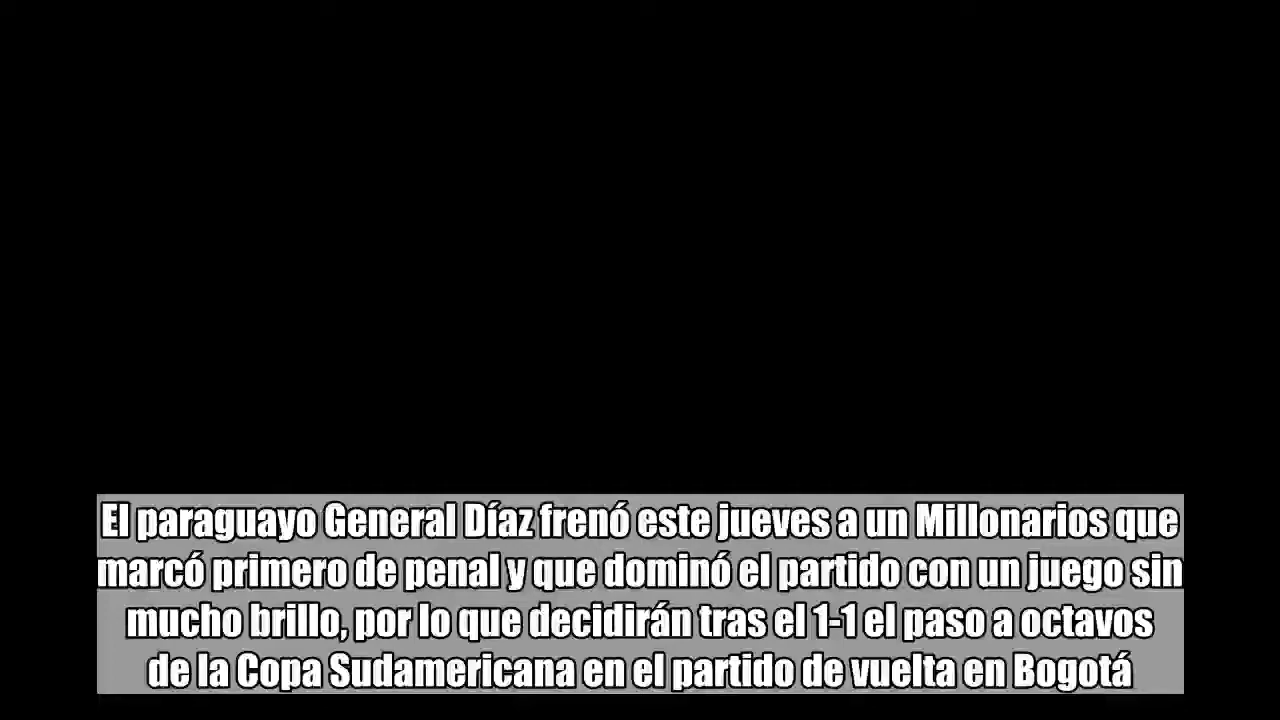 El paraguayo General Díaz frenó este jueves a un Millonarios que
marcó primero de penal y que dominó el partido con un juego sin
mucho brillo, por lo que decidirán tras el 1-1 el paso a octavos
de la Copa Sudamericana en el partido de vuelta en Bogotá